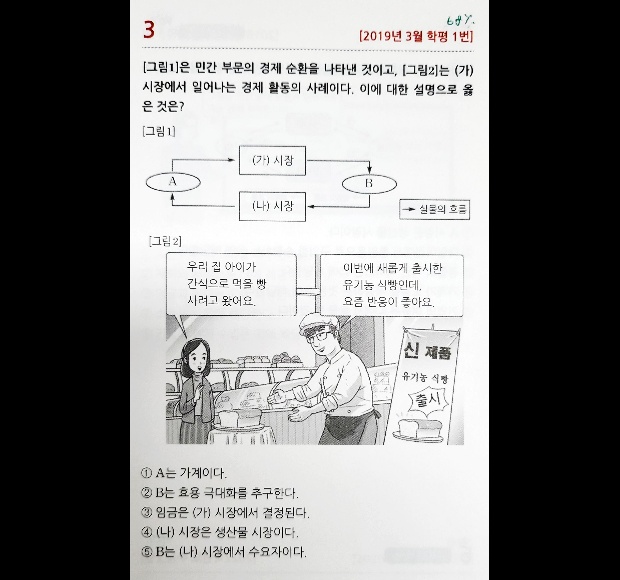 68%
3
[2019년 3월 학평 1번]
[그림1]은 민간 부문의 경제 순환을 나타낸 것이고, [그림2]는 (가)
시장에서 일어나는 경제 활동의 사례이다. 이에 대한 설명으로 옳
은 것은?
[그림1]
(가) 시장
A
B
(나) 시장
→ 실물의 흐름
[그림2]
우리 집 아이가
간식으로 먹을 빵
사려고 왔어요.
이번에 새롭게 출시한
유기농 식빵인데,
요즘 반응이 좋아요.
신 제품
유기농 식빵
출시
① A는 가계이다.
② B는 효용 극대화를 추구한다.
③ 임금은 (가) 시장에서 결정된다.
④ (나) 시장은 생산물 시장이다.
⑤ B는 (나) 시장에서 수요자이다.